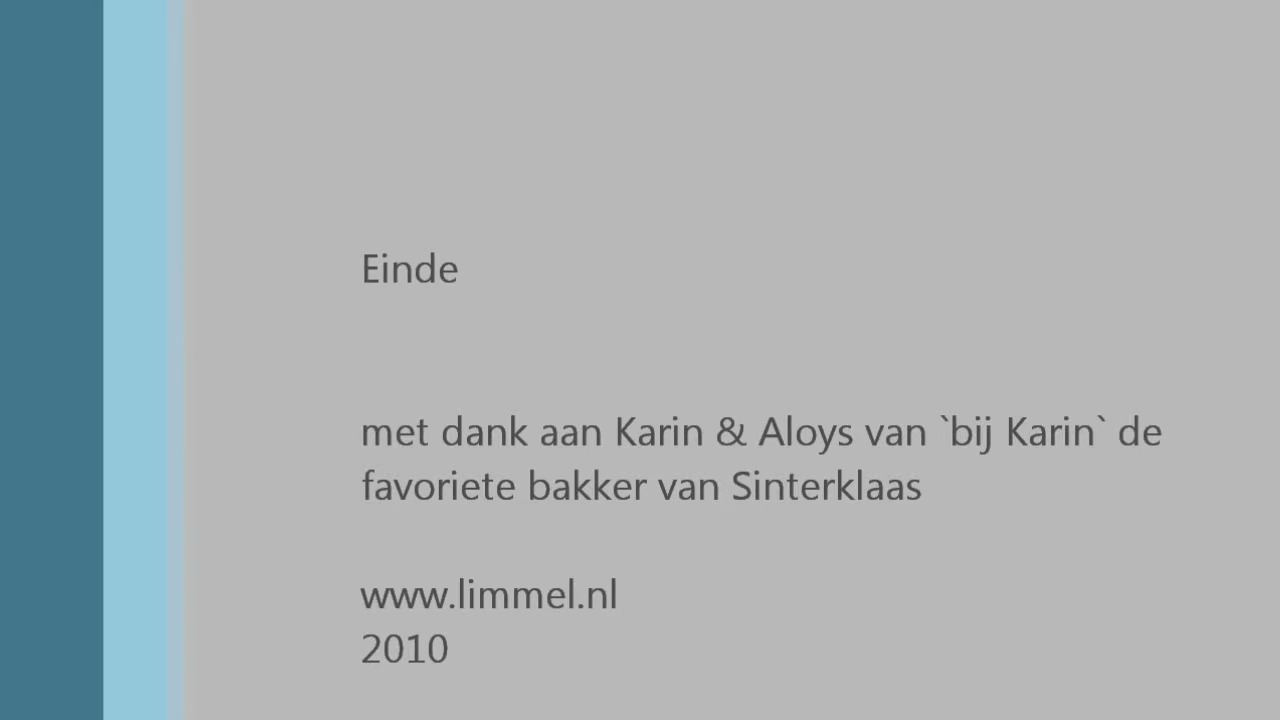 Einde
met dank aan Karin & Aloys van `bij Karin` de
favoriete bakker van Sinterklaas
www.limmel.nl
2010